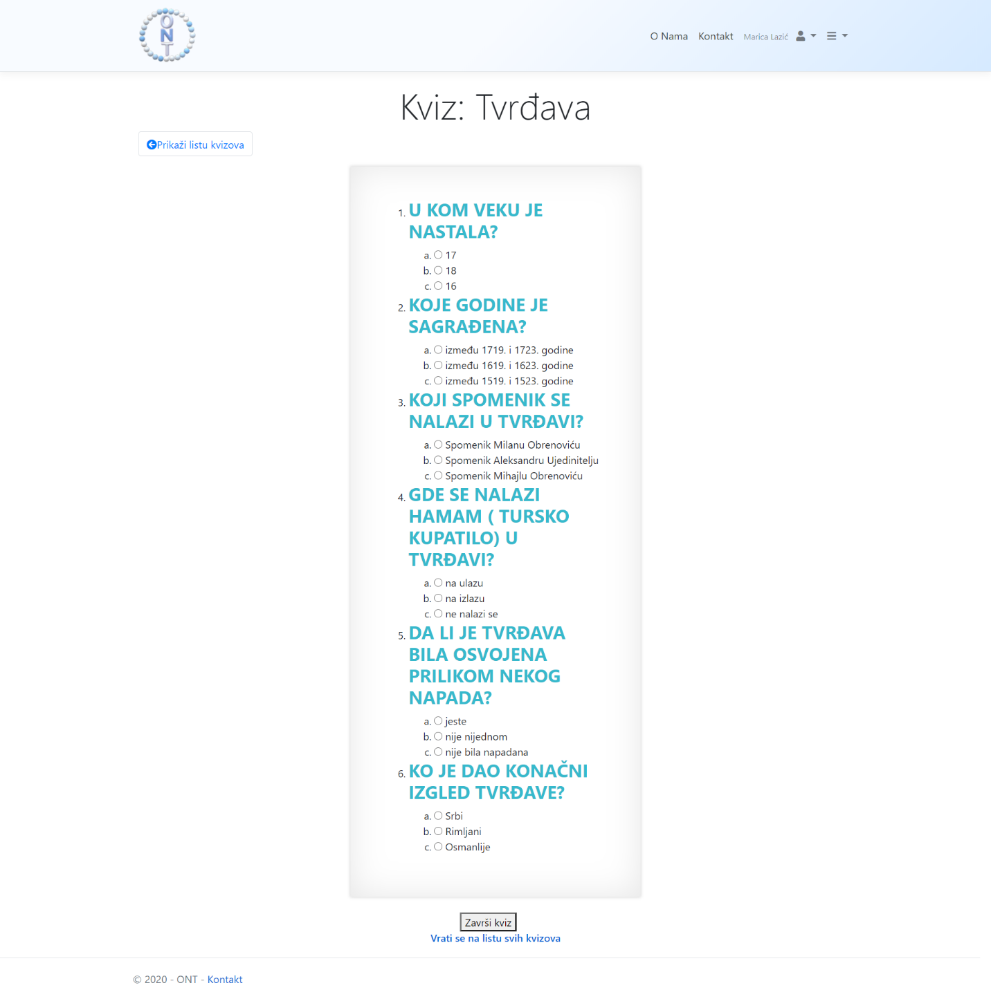 ONT
O Nama Kontakt Marica Lazić
Kviz: Tvrđava
Prikaži listu kvizova
1. U KOM VEKU JE
NASTALA?
a. 17
b. 18
c. 16
2. KOJE GODINE JE
SAGRAĐENA?
a. između 1719. i 1723. godine
b. između 1619. i 1623. godine
c. između 1519. i 1523. godine
3. KOJI SPOMENIK SE
NALAZI U TVRĐAVI?
a. Spomenik Milanu Obrenoviću
b. Spomenik Aleksandru Ujedinitelju
c. Spomenik Mihajlu Obrenoviću
4. GDE SE NALAZI
HAMAM ( TURSKO
KUPATILO) U
TVRĐAVI?
a. na ulazu
b. na izlazu
c. ne nalazi se
5. DA LI JE TVRĐAVA
BILA OSVOJENA
PRILIKOM NEKOG
NAPADA?
a. jeste
b. nije nijednom
c. nije bila napadana
6. KO JE DAO KONAČNI
IZGLED TVRĐAVE?
a. Srbi
b. Rimljani
c. Osmanlije
Završi kviz
Vrati se na listu svih kvizova
© 2020 - ONT - Kontakt